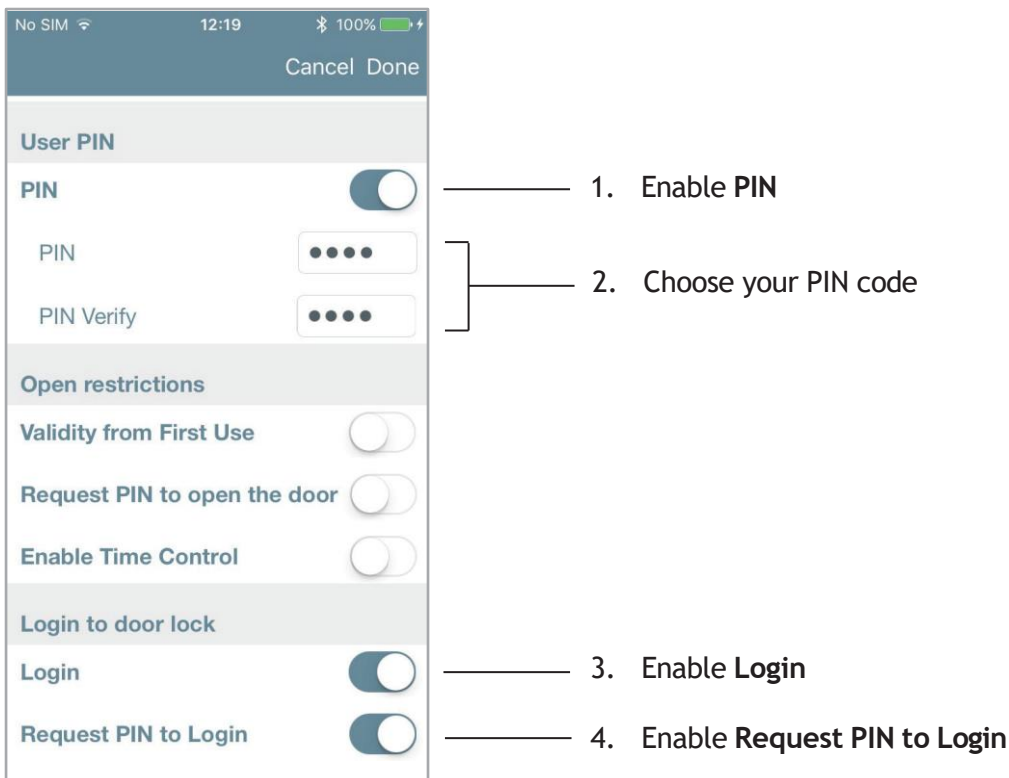 No SIM 12:19 100%
Cancel Done
User PIN
PIN 1. Enable PIN
PIN ●●●●
2. Choose your PIN code
PIN Verify ●●●●
Open restrictions
Validity from First Use
Request PIN to open the door
Enable Time Control
Login to door lock
Login 3. Enable Login
Request PIN to Login 4. Enable Request PIN to Login